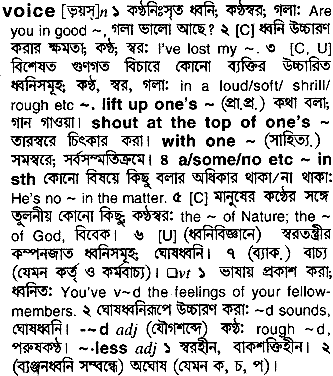 voice [ভয়স্] n ১ কণ্ঠনিঃসৃত ধ্বনি; কণ্ঠস্বর; গলা: Are
you in good ~, গলা ভালো আছে? ২ [C] ধ্বনি উচ্চারণ
করার ক্ষমতা; কণ্ঠ; স্বর: I've lost my ~. ৩ [C, U]
বিশেষত গুণগত বিচারে কোনো ব্যক্তির উচ্চারিত
ধ্বনিসমূহ; কণ্ঠ, স্বর, গলা: in a loud/soft/ shrill/
rough etc ~. lift up one's ~ (প্রা.প্র.) কথা বলা;
গান গাওয়া। shout at the top of one's ~
তারস্বরে চিৎকার করা। with one ~ (সাহিত্য.)
সমস্বরে; সর্বসম্মতিক্রমে। ৪ a/some/no etc ~ in
sth কোনো বিষয়ে কিছু বলার অধিকার থাকা/না থাকা:
He's no ~ in the matter. ৫ [C] মানুষের কণ্ঠের সঙ্গে
তুলনীয় কোনো কিছু; কণ্ঠস্বর: the ~ of Nature; the ~
of God, বিবেক। ৬ [U] (ধ্বনিবিজ্ঞানে) স্বরতন্ত্রীর
কম্পনজাত ধ্বনিসমূহ; ঘোষধ্বনি। ৭ (ব্যাক.) বাচ্য
(যেমন কর্তৃ ও কর্মবাচ্য)। □vt ১ ভাষায় প্রকাশ করা;
ধ্বনিত: You've v~d the feelings of your fellow-
members. ২ ঘোষধ্বনিরূপে উচ্চারণ করা: ~d sounds,
ঘোষধ্বনি। -~d adj (যৌগশব্দে) কণ্ঠ: rough ~d,
পরুষকণ্ঠ। ~·less adj ১ স্বরহীন, বাকশক্তিহীন। ২
(ব্যঞ্জনধ্বনি সম্বন্ধে) অঘোষ (যেমন ক, চ, প)।